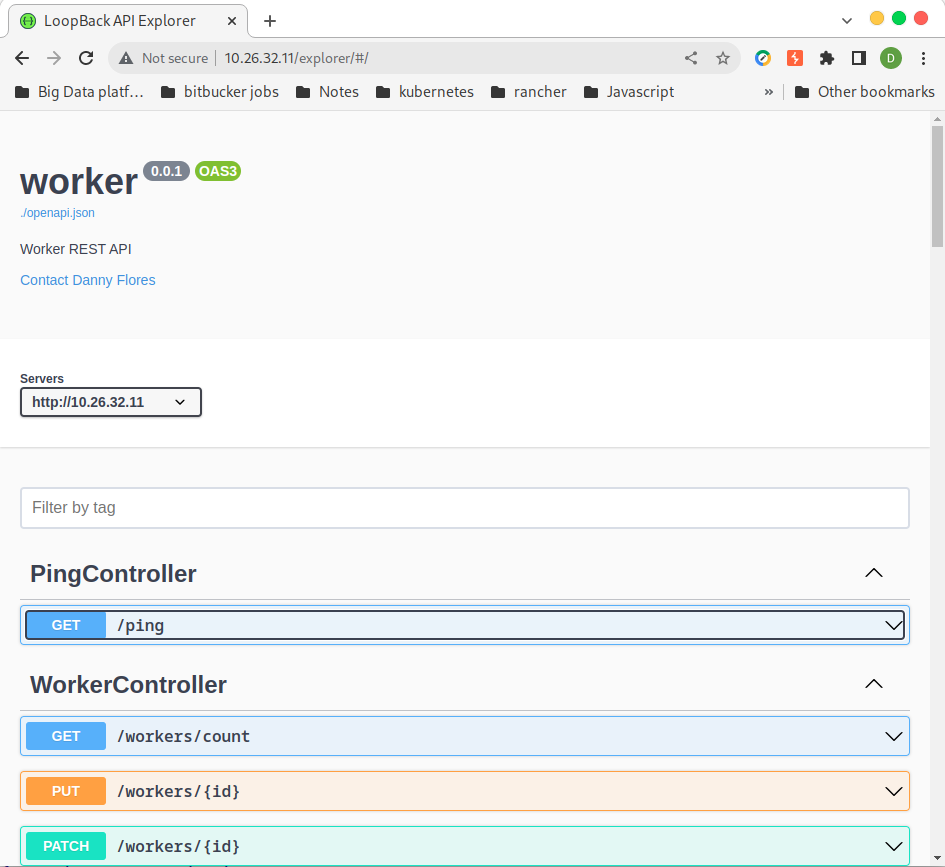 LoopBack API Explorer
Not secure 10.26.32.11/explorer/#/
D
Big Data platf… bitbucker jobs Notes kubernetes rancher Javascript » Other bookmarks
worker 0.0.1 OAS3
./openapi.json
Worker REST API
Contact Danny Flores
Servers
http://10.26.32.11
Filter by tag
PingController
GET /ping
WorkerController
GET /workers/count
PUT /workers/{id}
PATCH /workers/{id}